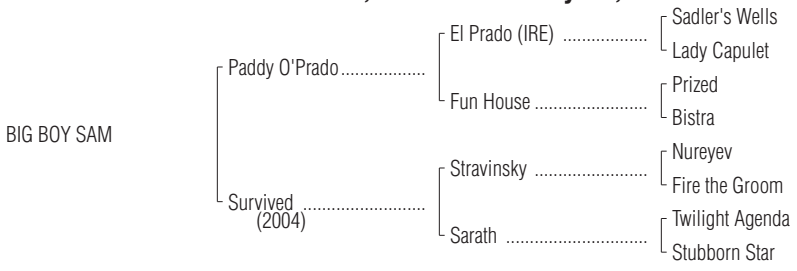 Sadler's Wells
El Prado (IRE) ..................
Lady Capulet
Paddy O'Prado..................
Prized
Fun House ........................
Bistra
BIG BOY SAM
Nureyev
Stravinsky ........................
Fire the Groom
Survived ..........................
(2004)
Twilight Agenda
Sarath ..............................
Stubborn Star